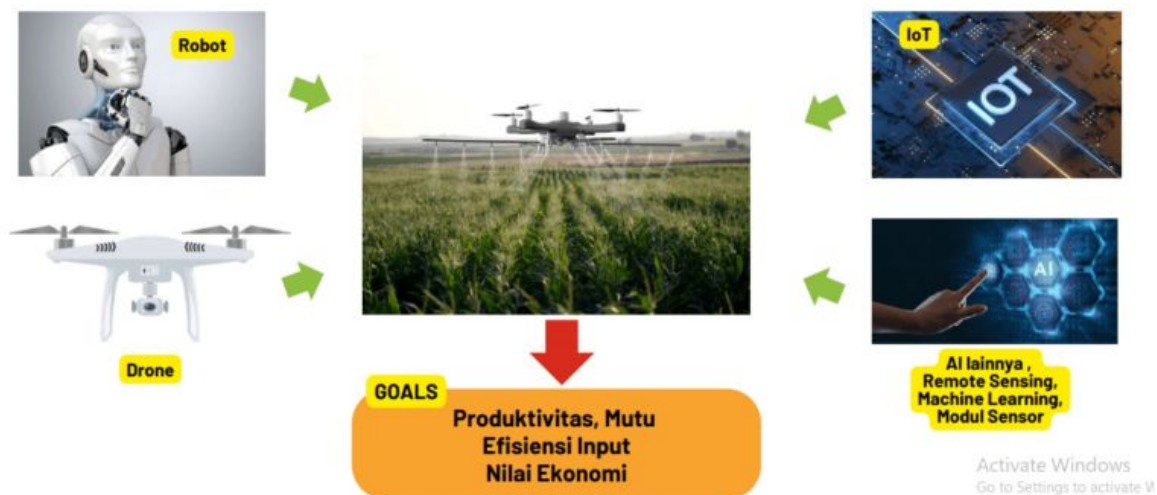 Robot
IoT
IOT
AI
Drone
AI lainnya ,
Remote Sensing,
Machine Learning,
Modul Sensor
GOALS
Produktivitas, Mutu
Efisiensi Input
Nilai Ekonomi
Activate Windows
Go to Settings to activate W